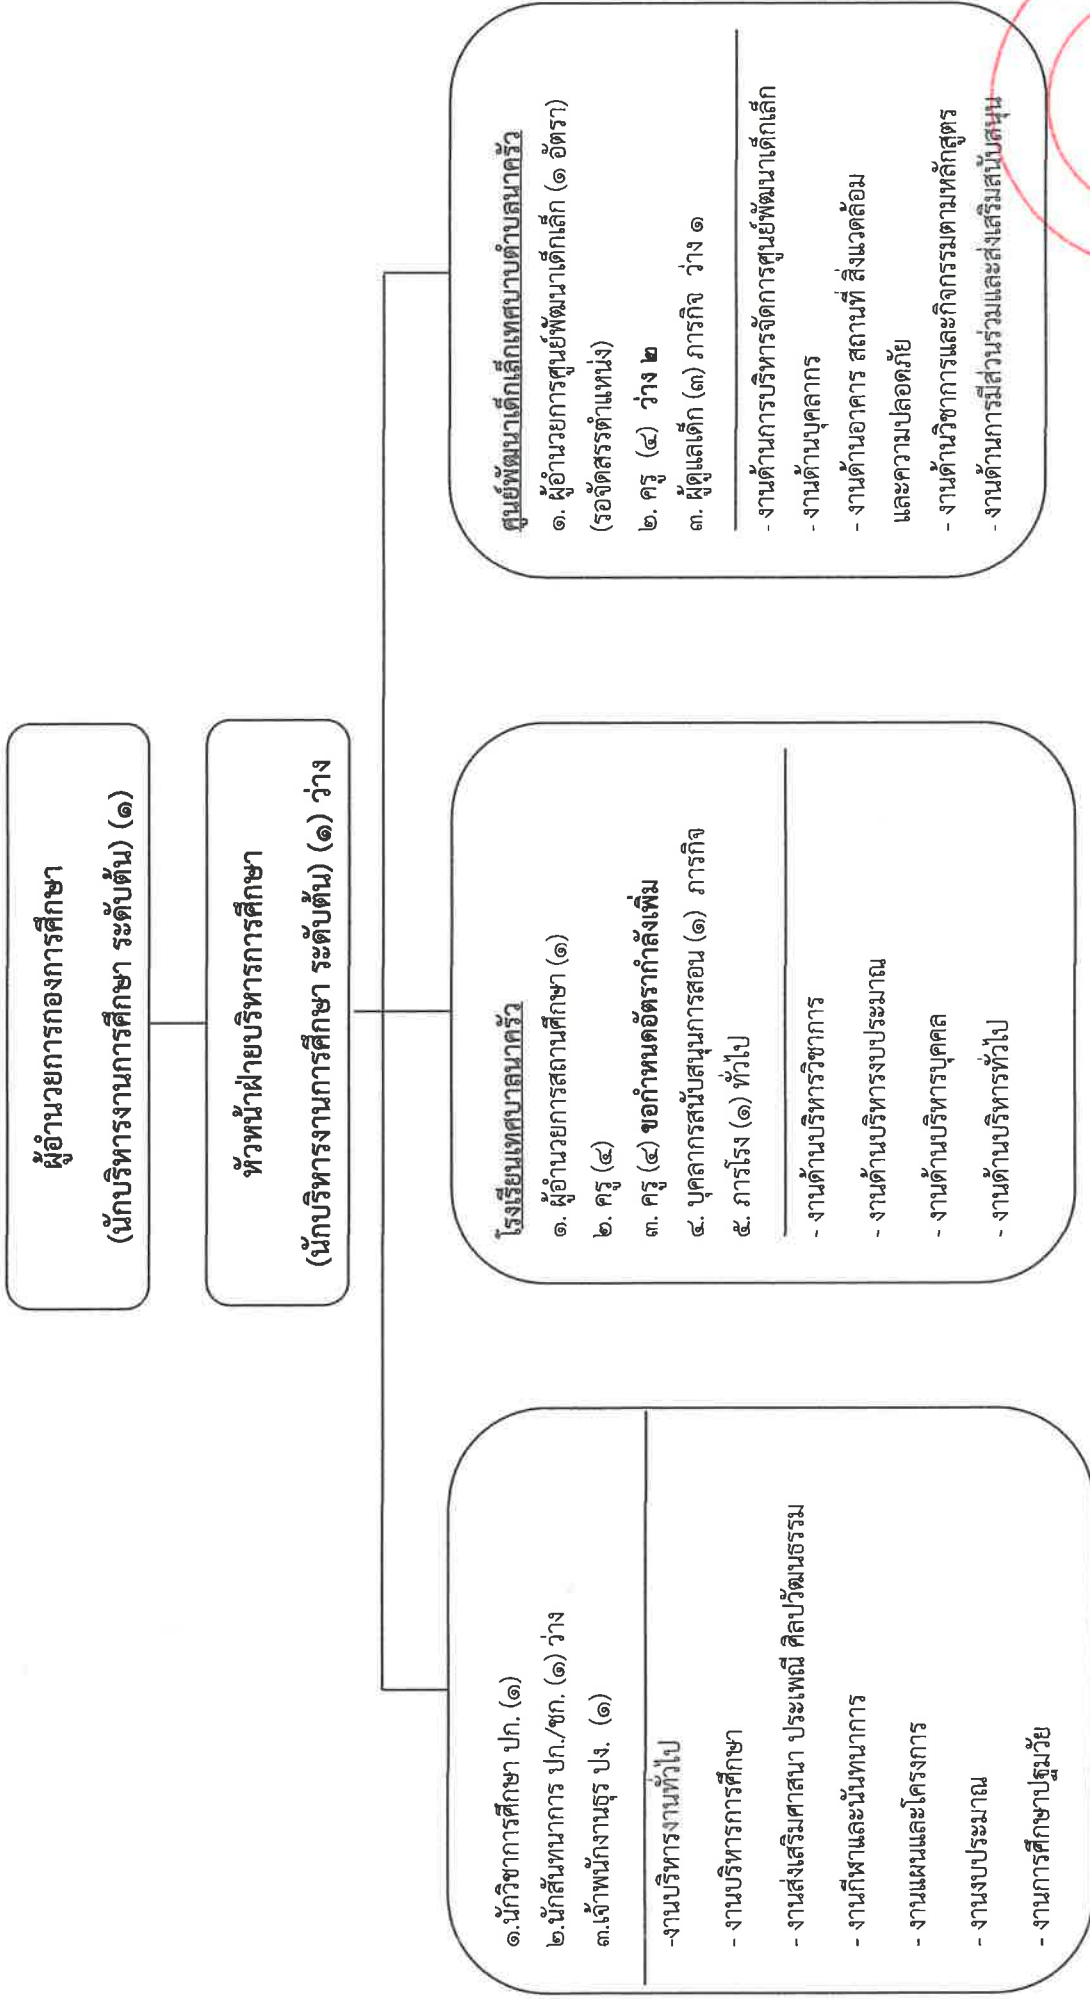 ผู้อำนวยการกองการศึกษา
(นักบริหารงานการศึกษา ระดับต้น) (๑)
หัวหน้าฝ่ายบริหารการศึกษา
(นักบริหารงานการศึกษา ระดับต้น) (๑) ว่าง
๑.นักวิชาการศึกษา ปก. (๑)
๒.นักสันทนาการ ปก./ชก. (๑) ว่าง
๓.เจ้าพนักงานธุร ปง. (๑)
-งานบริหารงานทั่วไป
- งานบริหารการศึกษา
- งานส่งเสริมศาสนา ประเพณี ศิลปวัฒนธรรม
- งานกีฬาและนันทนาการ
- งานแผนและโครงการ
- งานงบประมาณ
- งานการศึกษาปฐมวัย
โรงเรียนเทศบาลนาครัว
๑. ผู้อำนวยการสถานศึกษา (๑)
๒. ครู (๔)
๓. ครู (๔) ขอกำหนดอัตรากำลังเพิ่ม
๔. บุคลากรสนับสนุนการสอน (๑) ภารกิจ
๕. ภารโรง (๑) ทั่วไป
- งานด้านบริหารวิชาการ
- งานด้านบริหารงบประมาณ
- งานด้านบริหารบุคคล
- งานด้านบริหารทั่วไป
ศูนย์พัฒนาเด็กเล็กเทศบาบตำบลนาครัว
๑. ผู้อำนวยการศูนย์พัฒนาเด็กเล็ก (๑ อัตรา)
(รอจัดสรรตำแหน่ง)
๒. ครู (๔) ว่าง ๒
๓. ผู้ดูแลเด็ก (๓) ภารกิจ ว่าง ๑
- งานด้านการบริหารจัดการศูนย์พัฒนาเด็กเล็ก
- งานด้านบุคลากร
- งานด้านอาคาร สถานที่ สิ่งแวดล้อม
และความปลอดภัย
- งานด้านวิชาการและกิจกรรมตามหลักสูตร
- งานด้านการมีส่วนร่วมและส่งเสริมสนับสนุน